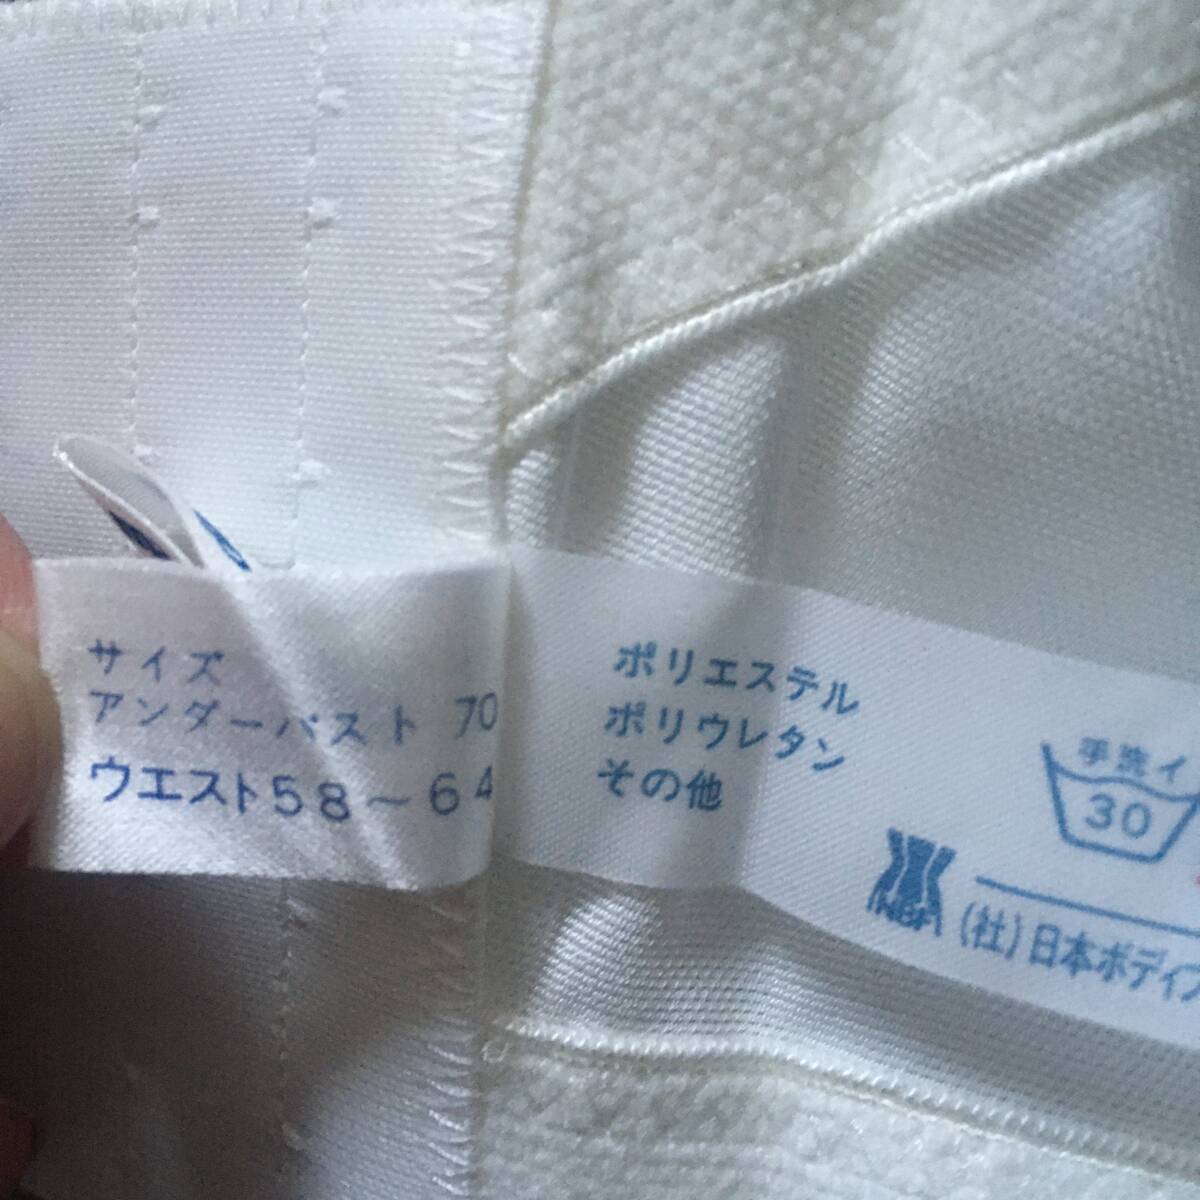 サイズ
アンダーバスト 70
ウエスト58～64
ポリエステル
ポリウレタン
その他
手洗イ
30
NBF
(社)日本ボディフ